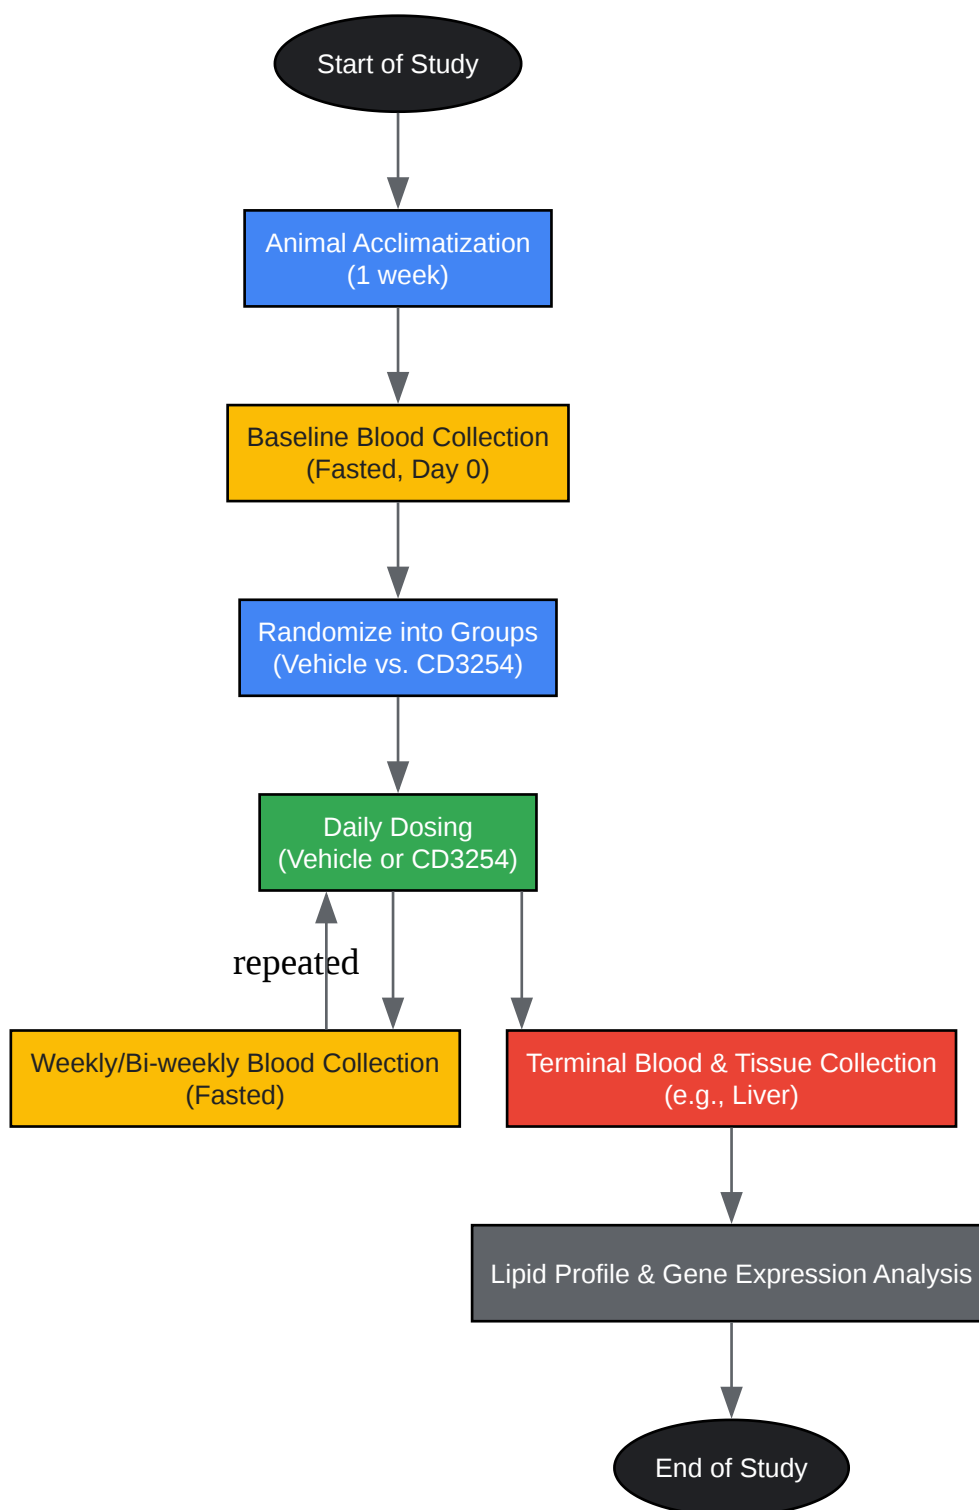 Start of Study
Animal Acclimatization
(1 week)
Baseline Blood Collection
(Fasted, Day 0)
Randomize into Groups
(Vehicle vs. CD3254)
Daily Dosing
(Vehicle or CD3254)
repeated
Weekly/Bi-weekly Blood Collection
(Fasted)
Terminal Blood & Tissue Collection
(e.g., Liver)
Lipid Profile & Gene Expression Analysis
End of Study